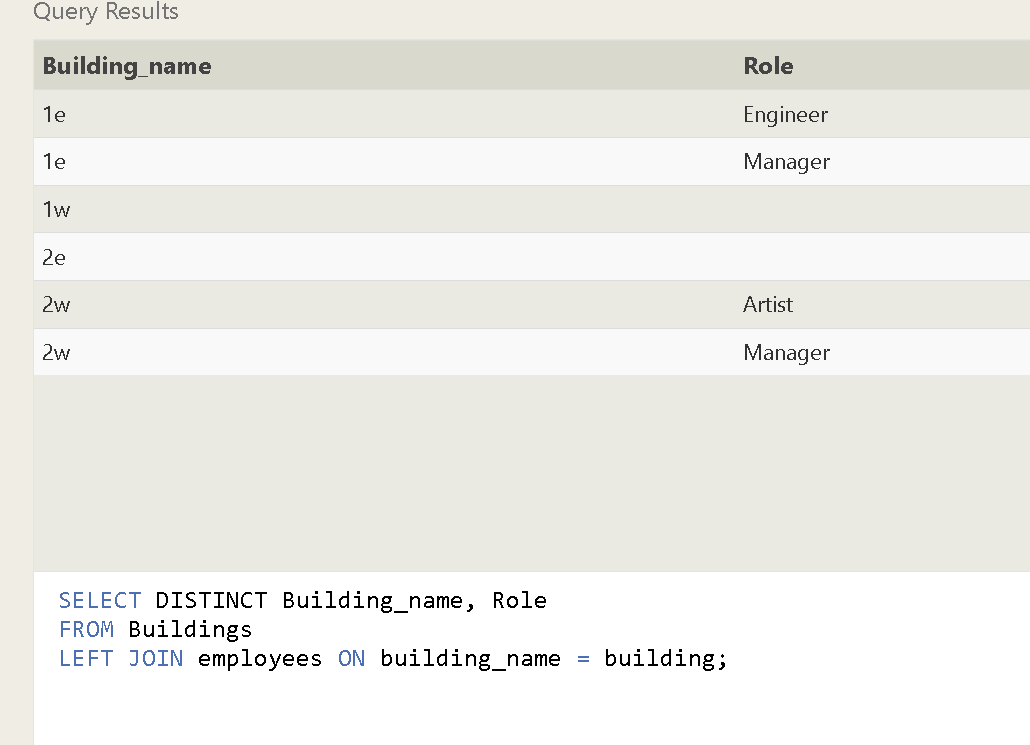 Query Results
Building_name Role
1e Engineer
1e Manager
1w
2e
2w Artist
2w Manager
SELECT DISTINCT Building_name, Role
FROM Buildings
LEFT JOIN employees ON building_name = building;